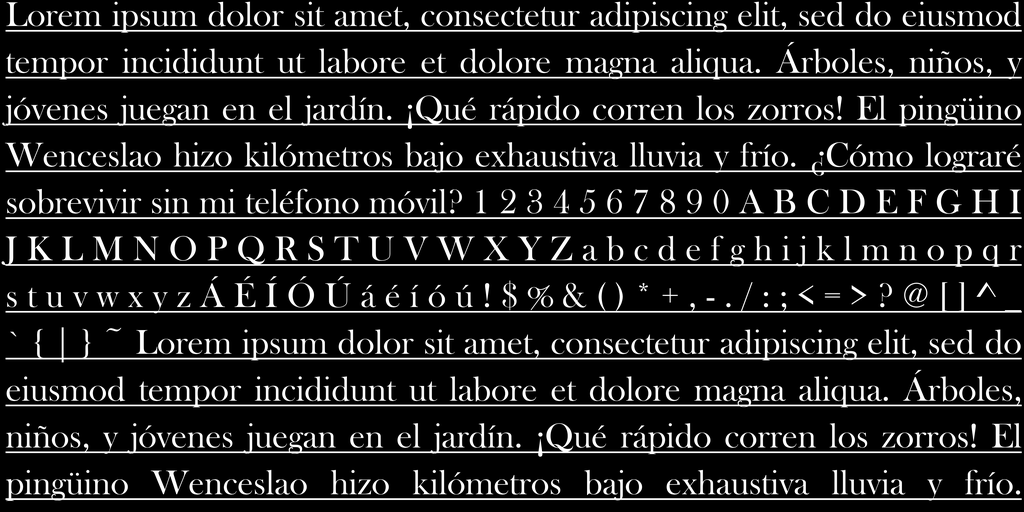 Lorem ipsum dolor sit amet, consectetur adipiscing elit, sed do eiusmod
tempor incididunt ut labore et dolore magna aliqua. Árboles, niños, y
jóvenes juegan en el jardín. ¡Qué rápido corren los zorros! El pingüino
Wenceslao hizo kilómetros bajo exhaustiva lluvia y frío. ¿Cómo lograré
sobrevivir sin mi teléfono móvil? 1 2 3 4 5 6 7 8 9 0 A B C D E F G H I
J K L M N O P Q R S T U V W X Y Z a b c d e f g h i j k l m n o p q r
s t u v w x y z Á É Í Ó Ú á é í ó ú ! $ % & ( ) * + , - . / : ; < = > ? @ [ ] ^ _
` { | } ~ Lorem ipsum dolor sit amet, consectetur adipiscing elit, sed do
eiusmod tempor incididunt ut labore et dolore magna aliqua. Árboles,
niños, y jóvenes juegan en el jardín. ¡Qué rápido corren los zorros! El
pingüino Wenceslao hizo kilómetros bajo exhaustiva lluvia y frío.